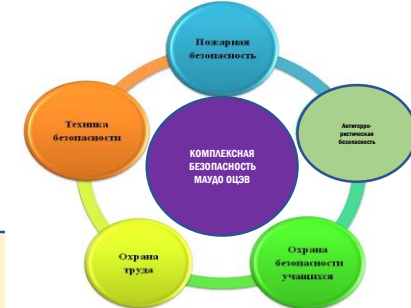 Пожарная
безопасность
Антитерро-
ристическая
безопасность
Техника
безопасности
КОМПЛЕКСНАЯ
БЕЗОПАСНОСТЬ
МАУДО ОЦЭВ
Охрана
труда
Охрана
безопасности
учащихся